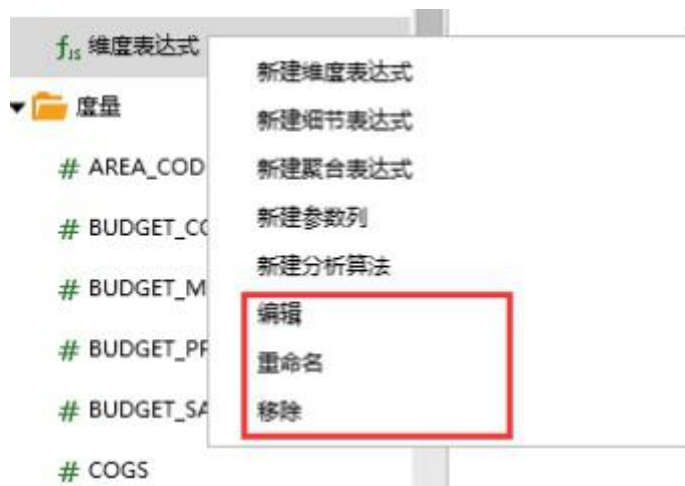 fJS 维度表达式
新建维度表达式
新建细节表达式
新建聚合表达式
新建参数列
新建分析算法
编辑
重命名
移除
度量
# AREA_COD
# BUDGET_CO
# BUDGET_M
# BUDGET_PR
# BUDGET_SA
# COGS